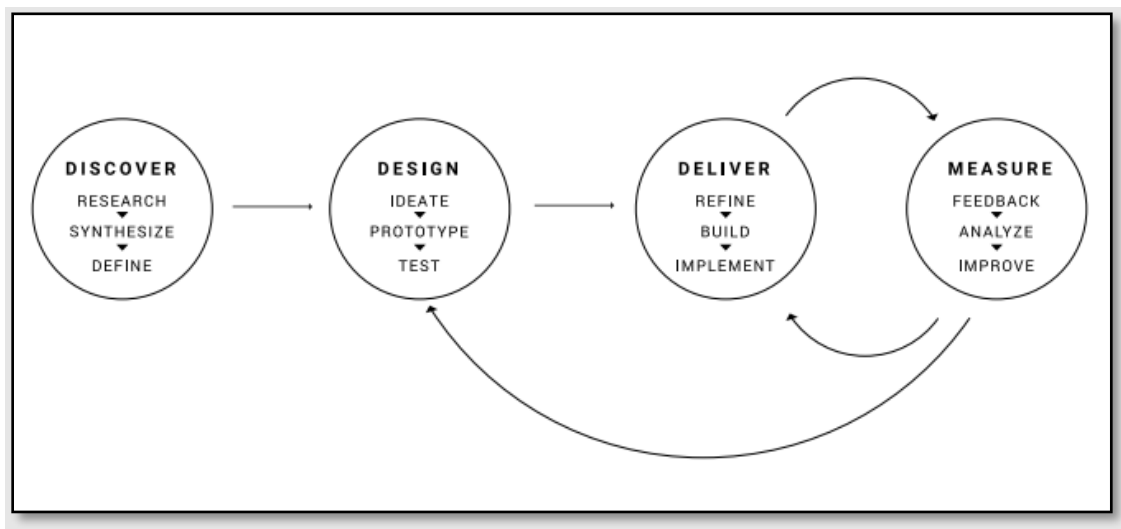 DISCOVER
RESEARCH
SYNTHESIZE
DEFINE
DESIGN
IDEATE
PROTOTYPE
TEST
DELIVER
REFINE
BUILD
IMPLEMENT
MEASURE
FEEDBACK
ANALYZE
IMPROVE